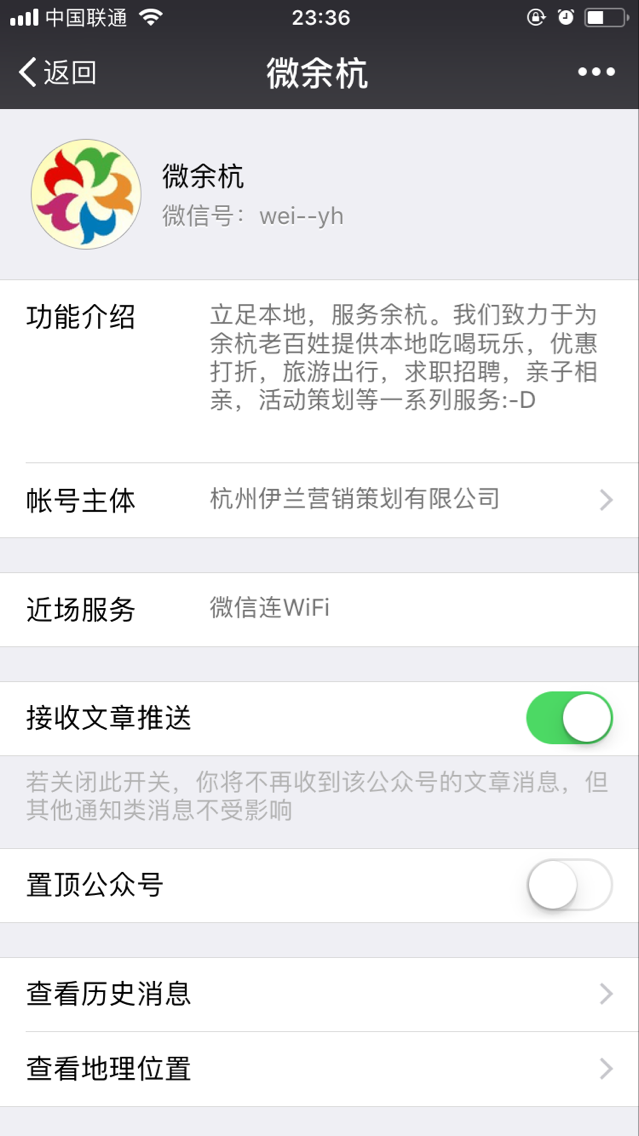 中国联通 23:36
返回 微余杭
微余杭
微信号：wei--yh
功能介绍 立足本地，服务余杭。我们致力于为
余杭老百姓提供本地吃喝玩乐，优惠
打折，旅游出行，求职招聘，亲子相
亲，活动策划等一系列服务:-D
帐号主体 杭州伊兰营销策划有限公司
近场服务 微信连WiFi
接收文章推送
若关闭此开关，你将不再收到该公众号的文章消息，但
其他通知类消息不受影响
置顶公众号
查看历史消息
查看地理位置